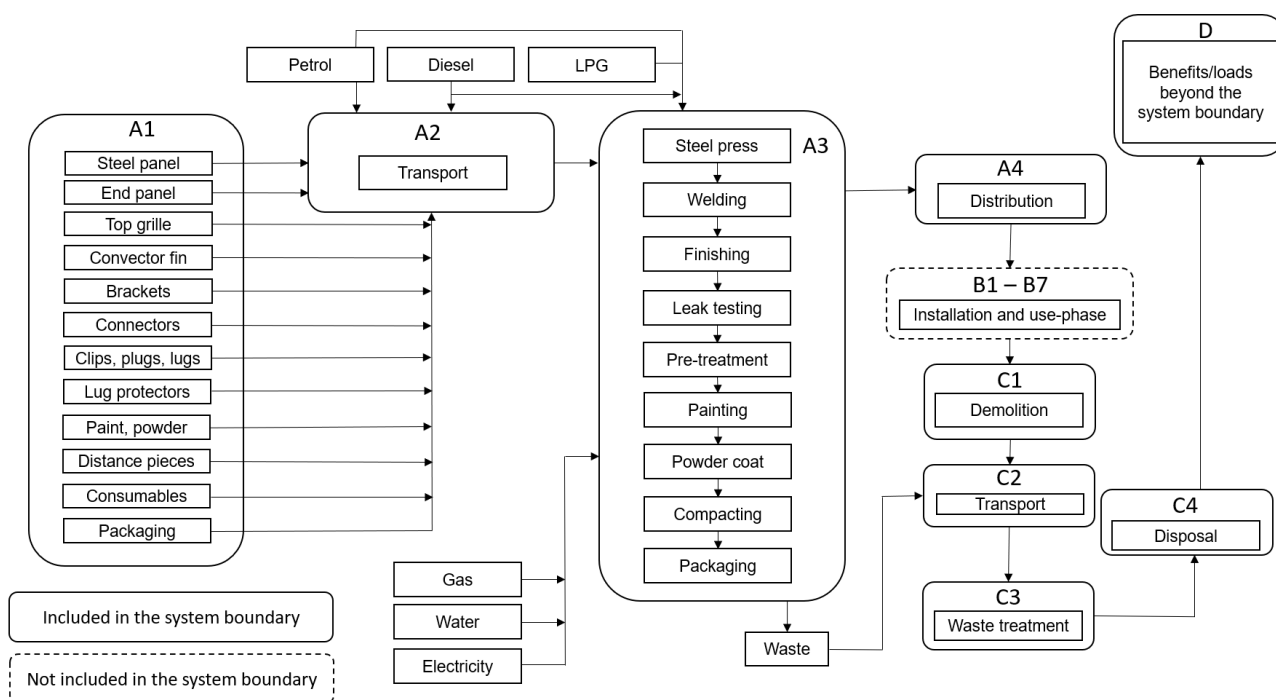 Petrol
Diesel
LPG
A1
Steel panel
End panel
Top grille
Convector fin
Brackets
Connectors
Clips, plugs, lugs
Lug protectors
Paint, powder
Distance pieces
Consumables
Packaging
A2
Transport
A3
Steel press
Welding
Finishing
Leak testing
Pre-treatment
Painting
Powder coat
Compacting
Packaging
Gas
Water
Electricity
Waste
A4
Distribution
B1 – B7
Installation and use-phase
C1
Demolition
C2
Transport
C3
Waste treatment
C4
Disposal
D
Benefits/loads
beyond the
system boundary
Included in the system boundary
Not included in the system boundary